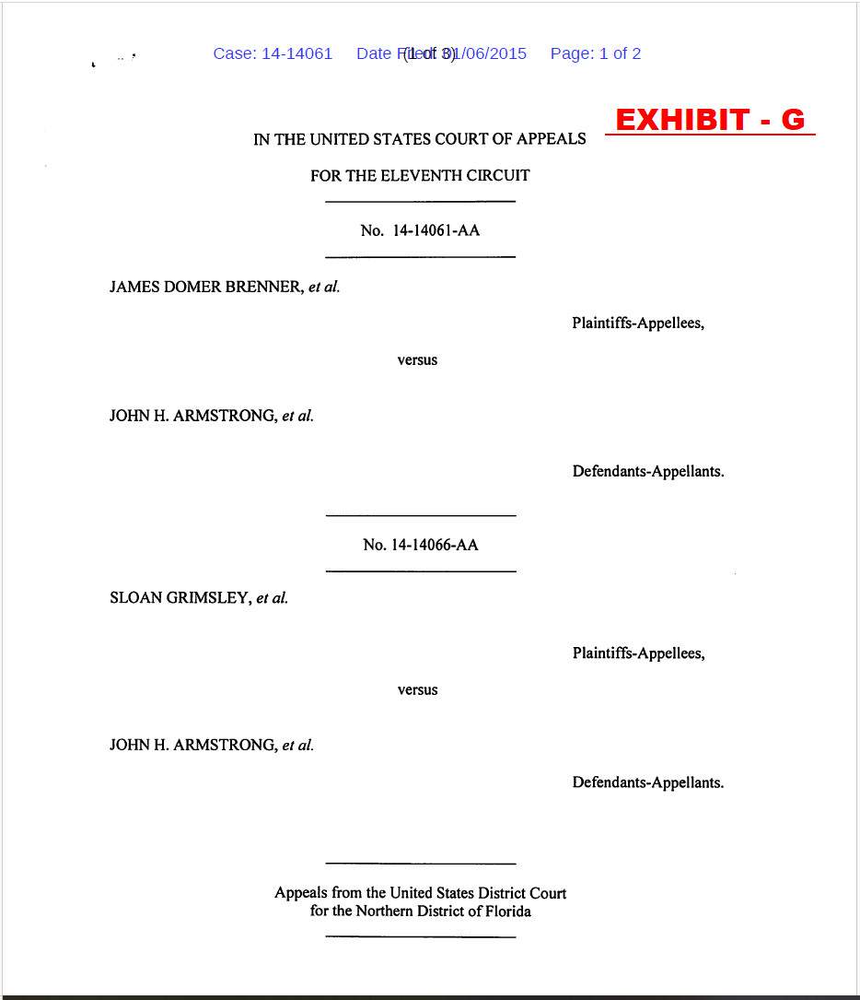 Case: 14-14061 Date Filed: 01/06/2015 Page: 1 of 2
(1 of 3)
EXHIBIT - G
IN THE UNITED STATES COURT OF APPEALS
FOR THE ELEVENTH CIRCUIT
No. 14-14061-AA
JAMES DOMER BRENNER, et al.
Plaintiffs-Appellees,
versus
JOHN H. ARMSTRONG, et al.
Defendants-Appellants.
No. 14-14066-AA
SLOAN GRIMSLEY, et al.
Plaintiffs-Appellees,
versus
JOHN H. ARMSTRONG, et al.
Defendants-Appellants.
Appeals from the United States District Court
for the Northern District of Florida